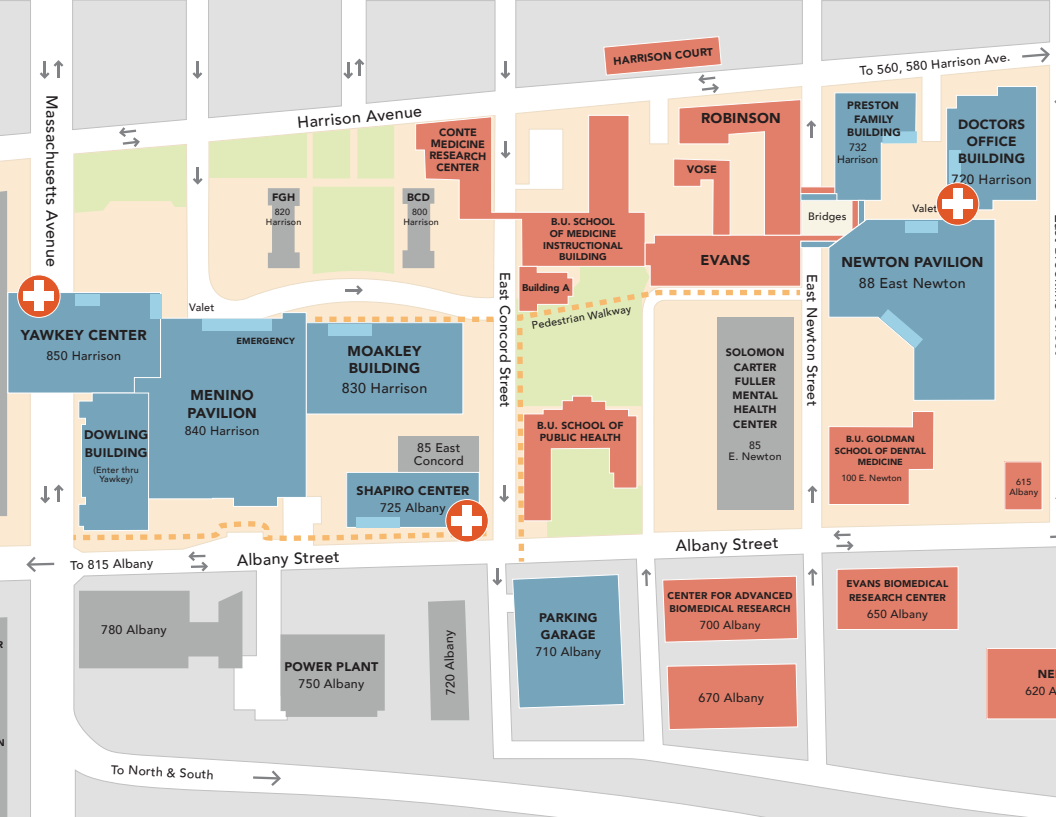 HARRISON COURT
To 560, 580 Harrison Ave.
Massachusetts Avenue
Harrison Avenue
CONTE
MEDICINE
RESEARCH
CENTER
ROBINSON
PRESTON
FAMILY
BUILDING
732
Harrison
DOCTORS
OFFICE
BUILDING
720 Harrison
VOSE
FGH
820
Harrison
BCD
800
Harrison
Bridges
Valet
B.U. SCHOOL
OF MEDICINE
INSTRUCTIONAL
BUILDING
EVANS
NEWTON PAVILION
88 East Newton
Building A
Pedestrian Walkway
East Concord Street
East Newton Street
Valet
YAWKEY CENTER
850 Harrison
EMERGENCY
MOAKLEY
BUILDING
830 Harrison
MENINO
PAVILION
840 Harrison
SOLOMON
CARTER
FULLER
MENTAL
HEALTH
CENTER
85
E. Newton
DOWLING
BUILDING
(Enter thru
Yawkey)
85 East
Concord
B.U. SCHOOL OF
PUBLIC HEALTH
B.U. GOLDMAN
SCHOOL OF DENTAL
MEDICINE
100 E. Newton
615
Albany
SHAPIRO CENTER
725 Albany
To 815 Albany
Albany Street
Albany Street
780 Albany
POWER PLANT
750 Albany
720 Albany
PARKING
GARAGE
710 Albany
CENTER FOR ADVANCED
BIOMEDICAL RESEARCH
700 Albany
670 Albany
EVANS BIOMEDICAL
RESEARCH CENTER
650 Albany
NE
620 A
To North & South